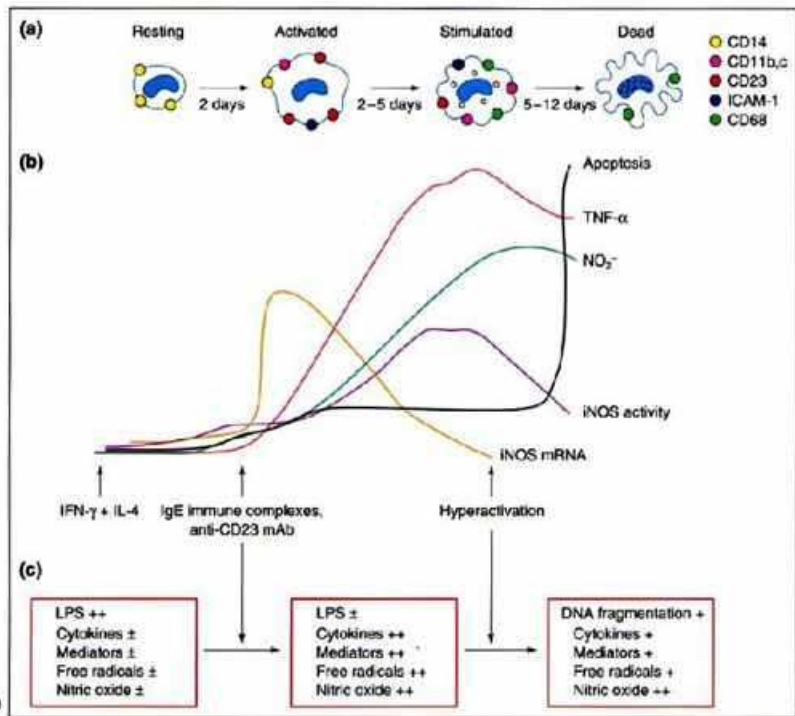 (a)
Resting
Activated
Stimulated
Dead
2 days
2–5 days
5–12 days
CD14
CD11b,c
CD23
ICAM-1
CD68
(b)
Apoptosis
TNF-α
NO₂⁻
iNOS activity
iNOS mRNA
IFN-γ + IL-4
IgE immune complexes,
anti-CD23 mAb
Hyperactivation
(c)
LPS ++
Cytokines ±
Mediators ±
Free radicals ±
Nitric oxide ±
LPS ±
Cytokines ++
Mediators ++
Free radicals ++
Nitric oxide ++
DNA fragmentation +
Cytokines +
Mediators +
Free radicals +
Nitric oxide ++